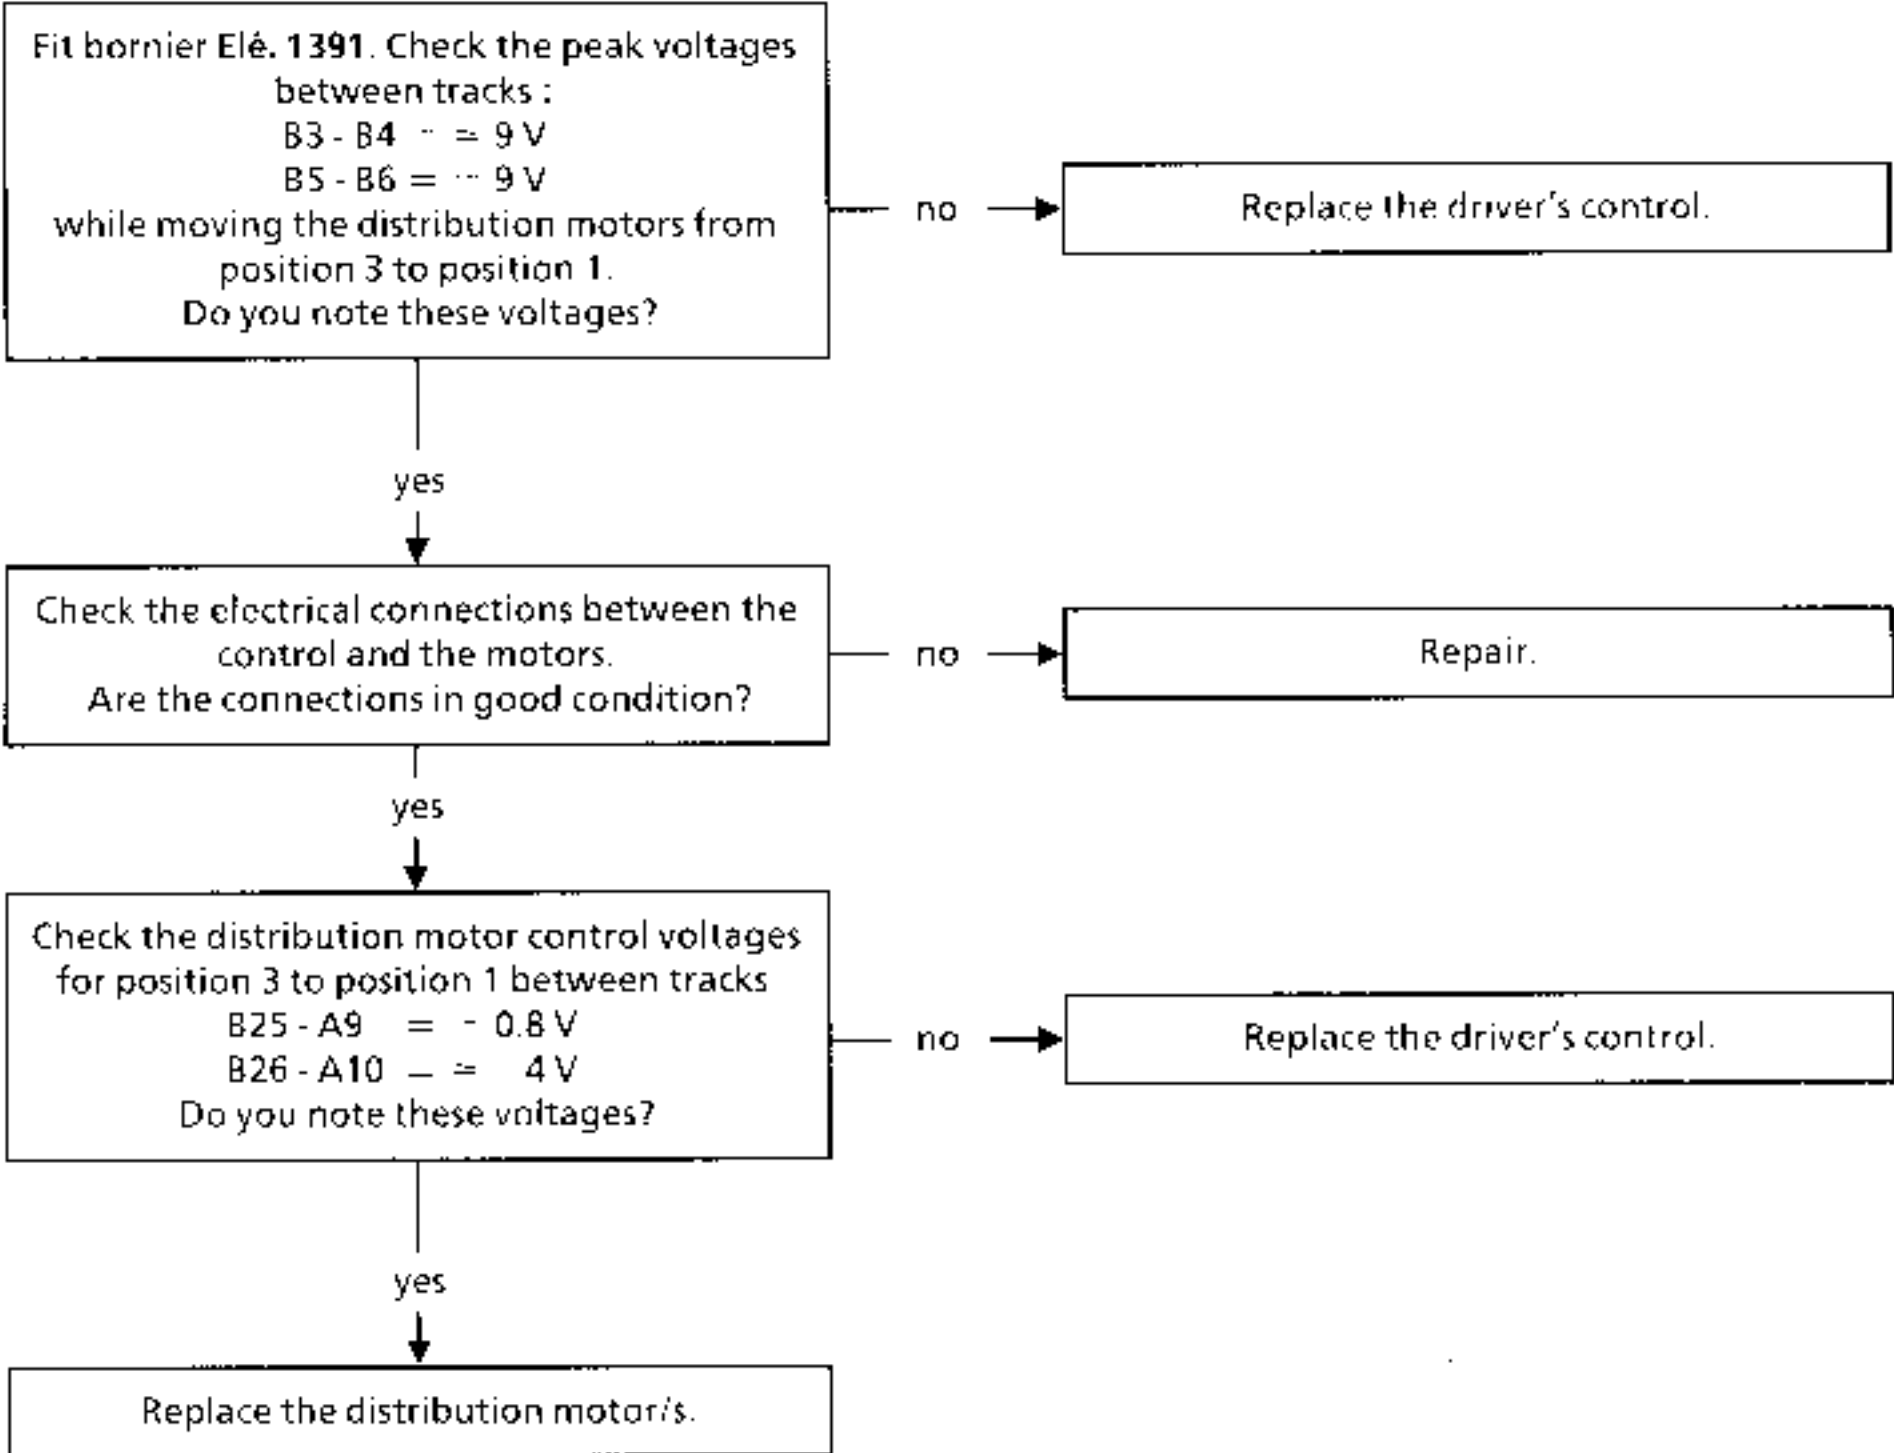 Fit bornier Elé. 1391. Check the peak voltages
between tracks :
B3 - B4 = 9 V
B5 - B6 = 9 V
while moving the distribution motors from
position 3 to position 1.
Do you note these voltages?
no
Replace the driver's control.
yes
Check the electrical connections between the
control and the motors.
Are the connections in good condition?
no
Repair.
yes
Check the distribution motor control voltages
for position 3 to position 1 between tracks
B25 - A9 = - 0.8 V
B26 - A10 = 4 V
Do you note these voltages?
no
Replace the driver's control.
yes
Replace the distribution motor/s.